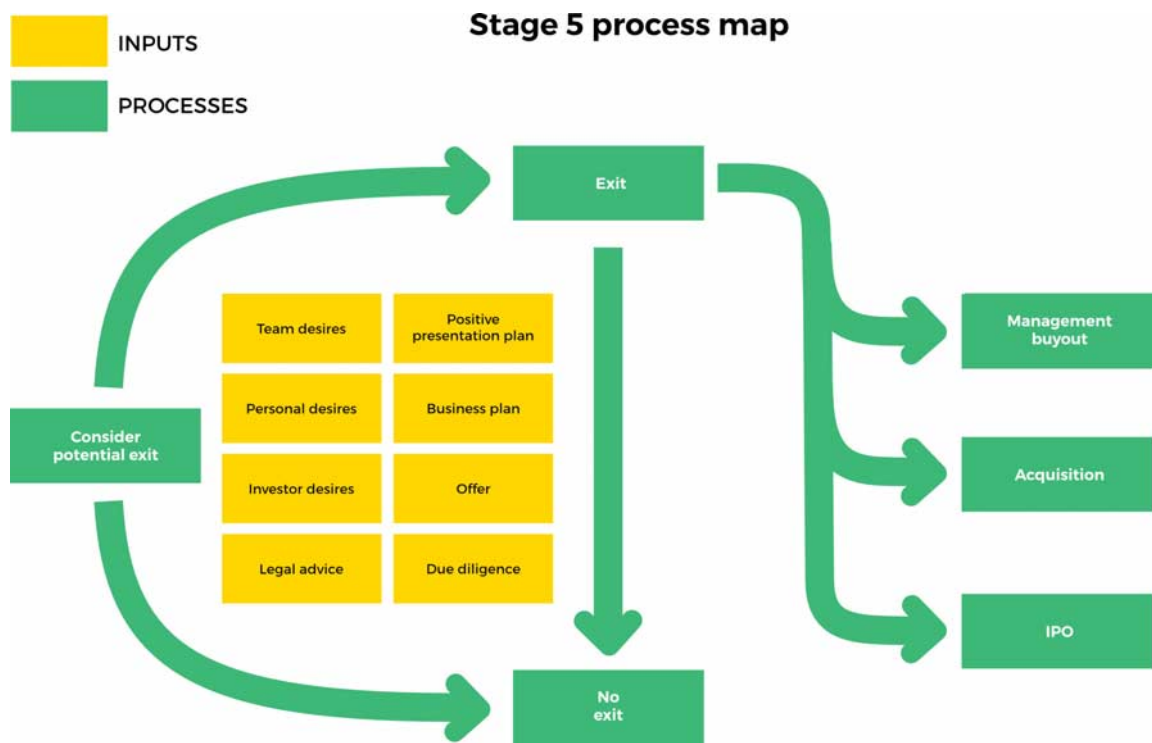 Stage 5 process map
INPUTS
PROCESSES
Exit
Team desires
Positive
presentation plan
Management
buyout
Personal desires
Business plan
Consider
potential exit
Investor desires
Offer
Acquisition
Legal advice
Due diligence
IPO
No
exit